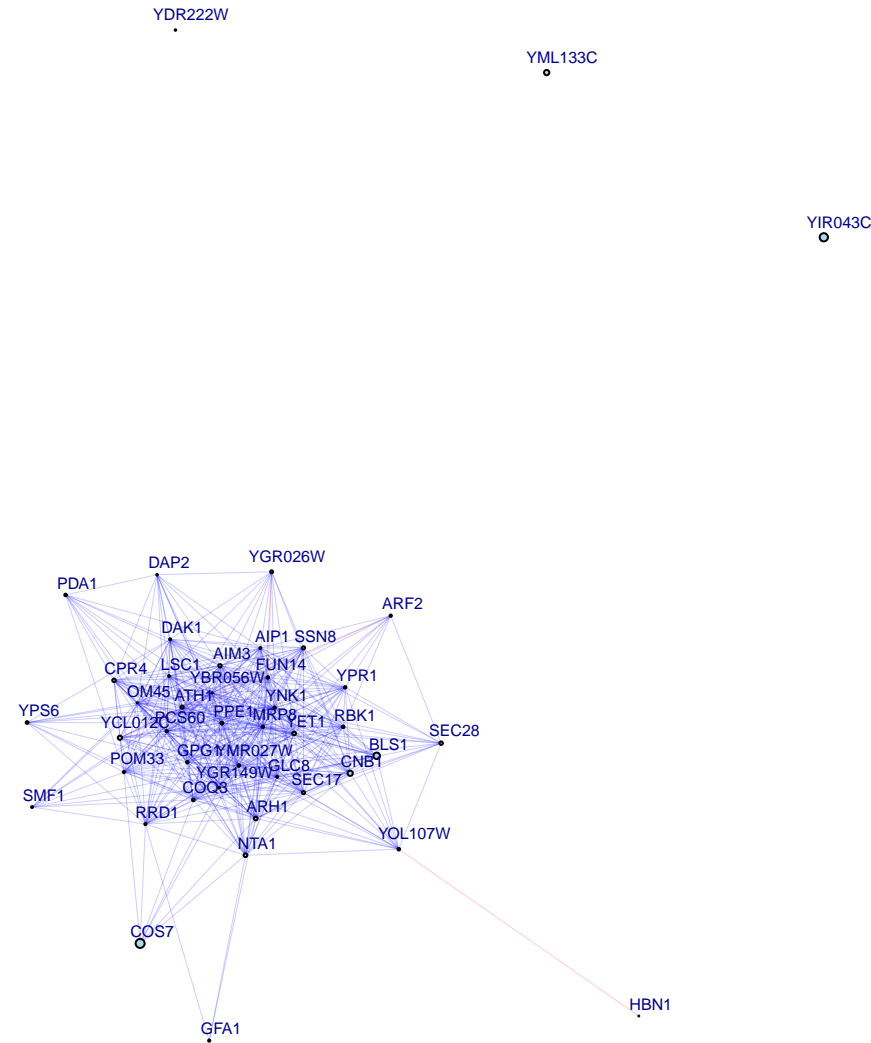 YDR222W
YML133C
YIR043C
YGR026W
DAP2
PDA1
ARF2
DAK1
AIP1
SSN8
AIM3
LSC1
FUN14
CPR4
YBR056W
YPR1
OM45
ATH1
YNK1
YPS6
YCL012C
PCS60
PPE1
MRP8
YET1
RBK1
SEC28
BLS1
GPG1
YMR027W
POM33
CNB1
GLC8
YGR149W
SEC17
COQ3
SMF1
ARH1
RRD1
YOL107W
NTA1
COS7
HBN1
GFA1